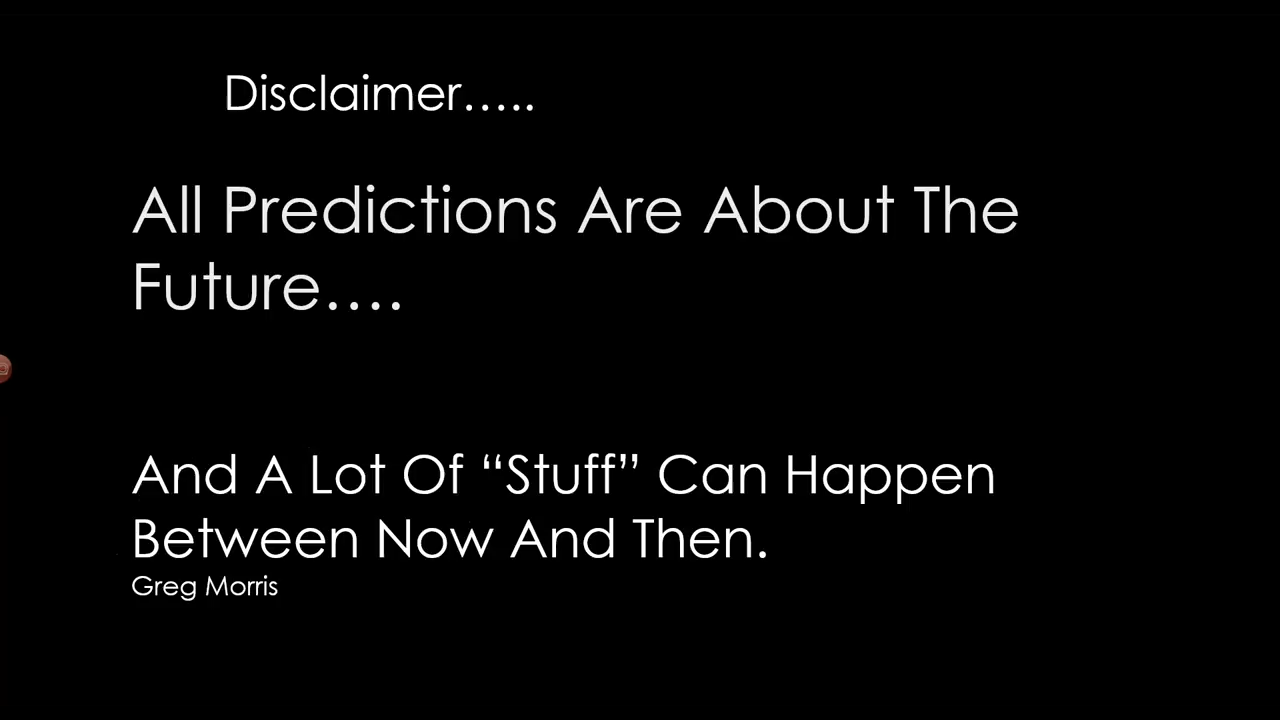 Disclaimer…..
All Predictions Are About The
Future….
And A Lot Of “Stuff” Can Happen
Between Now And Then.
Greg Morris